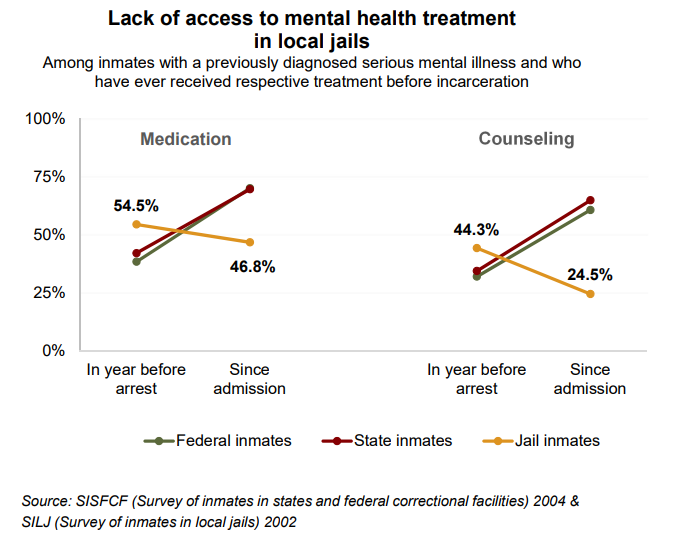 Lack of access to mental health treatment
in local jails
Among inmates with a previously diagnosed serious mental illness and who
have ever received respective treatment before incarceration
100%
Medication
Counseling
75%
54.5%
50%
44.3%
46.8%
24.5%
25%
0%
In year before
arrest
Since
admission
In year before
arrest
Since
admission
Federal inmates
State inmates
Jail inmates
Source: SISFCF (Survey of inmates in states and federal correctional facilities) 2004 &
SILJ (Survey of inmates in local jails) 2002